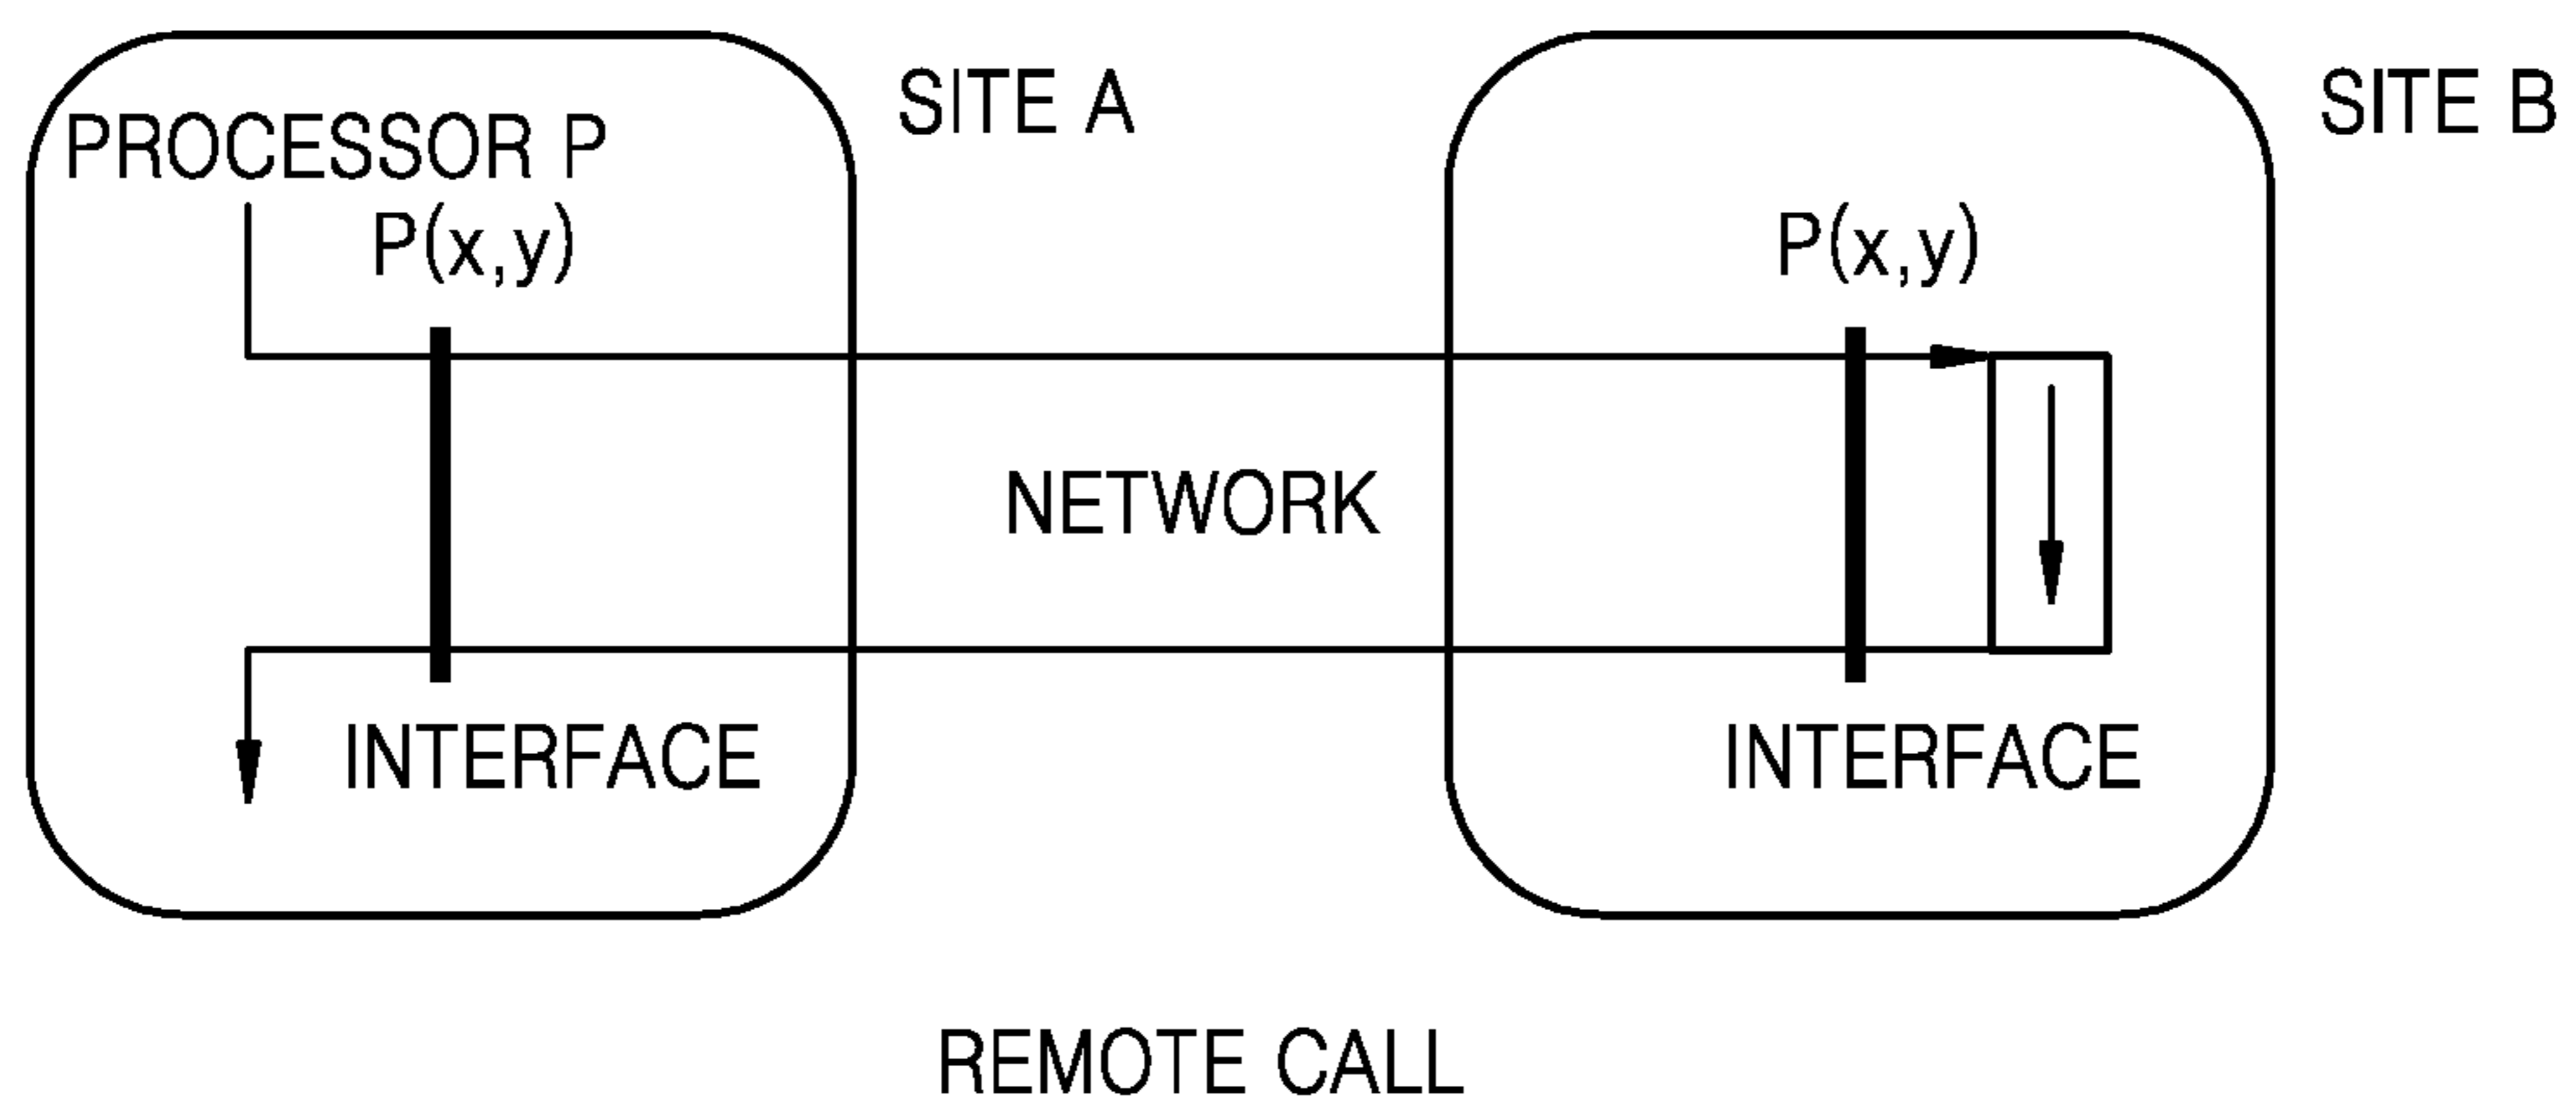 PROCESSOR P
P(x,y)
SITE A
P(x,y)
SITE B
NETWORK
INTERFACE
INTERFACE
REMOTE CALL